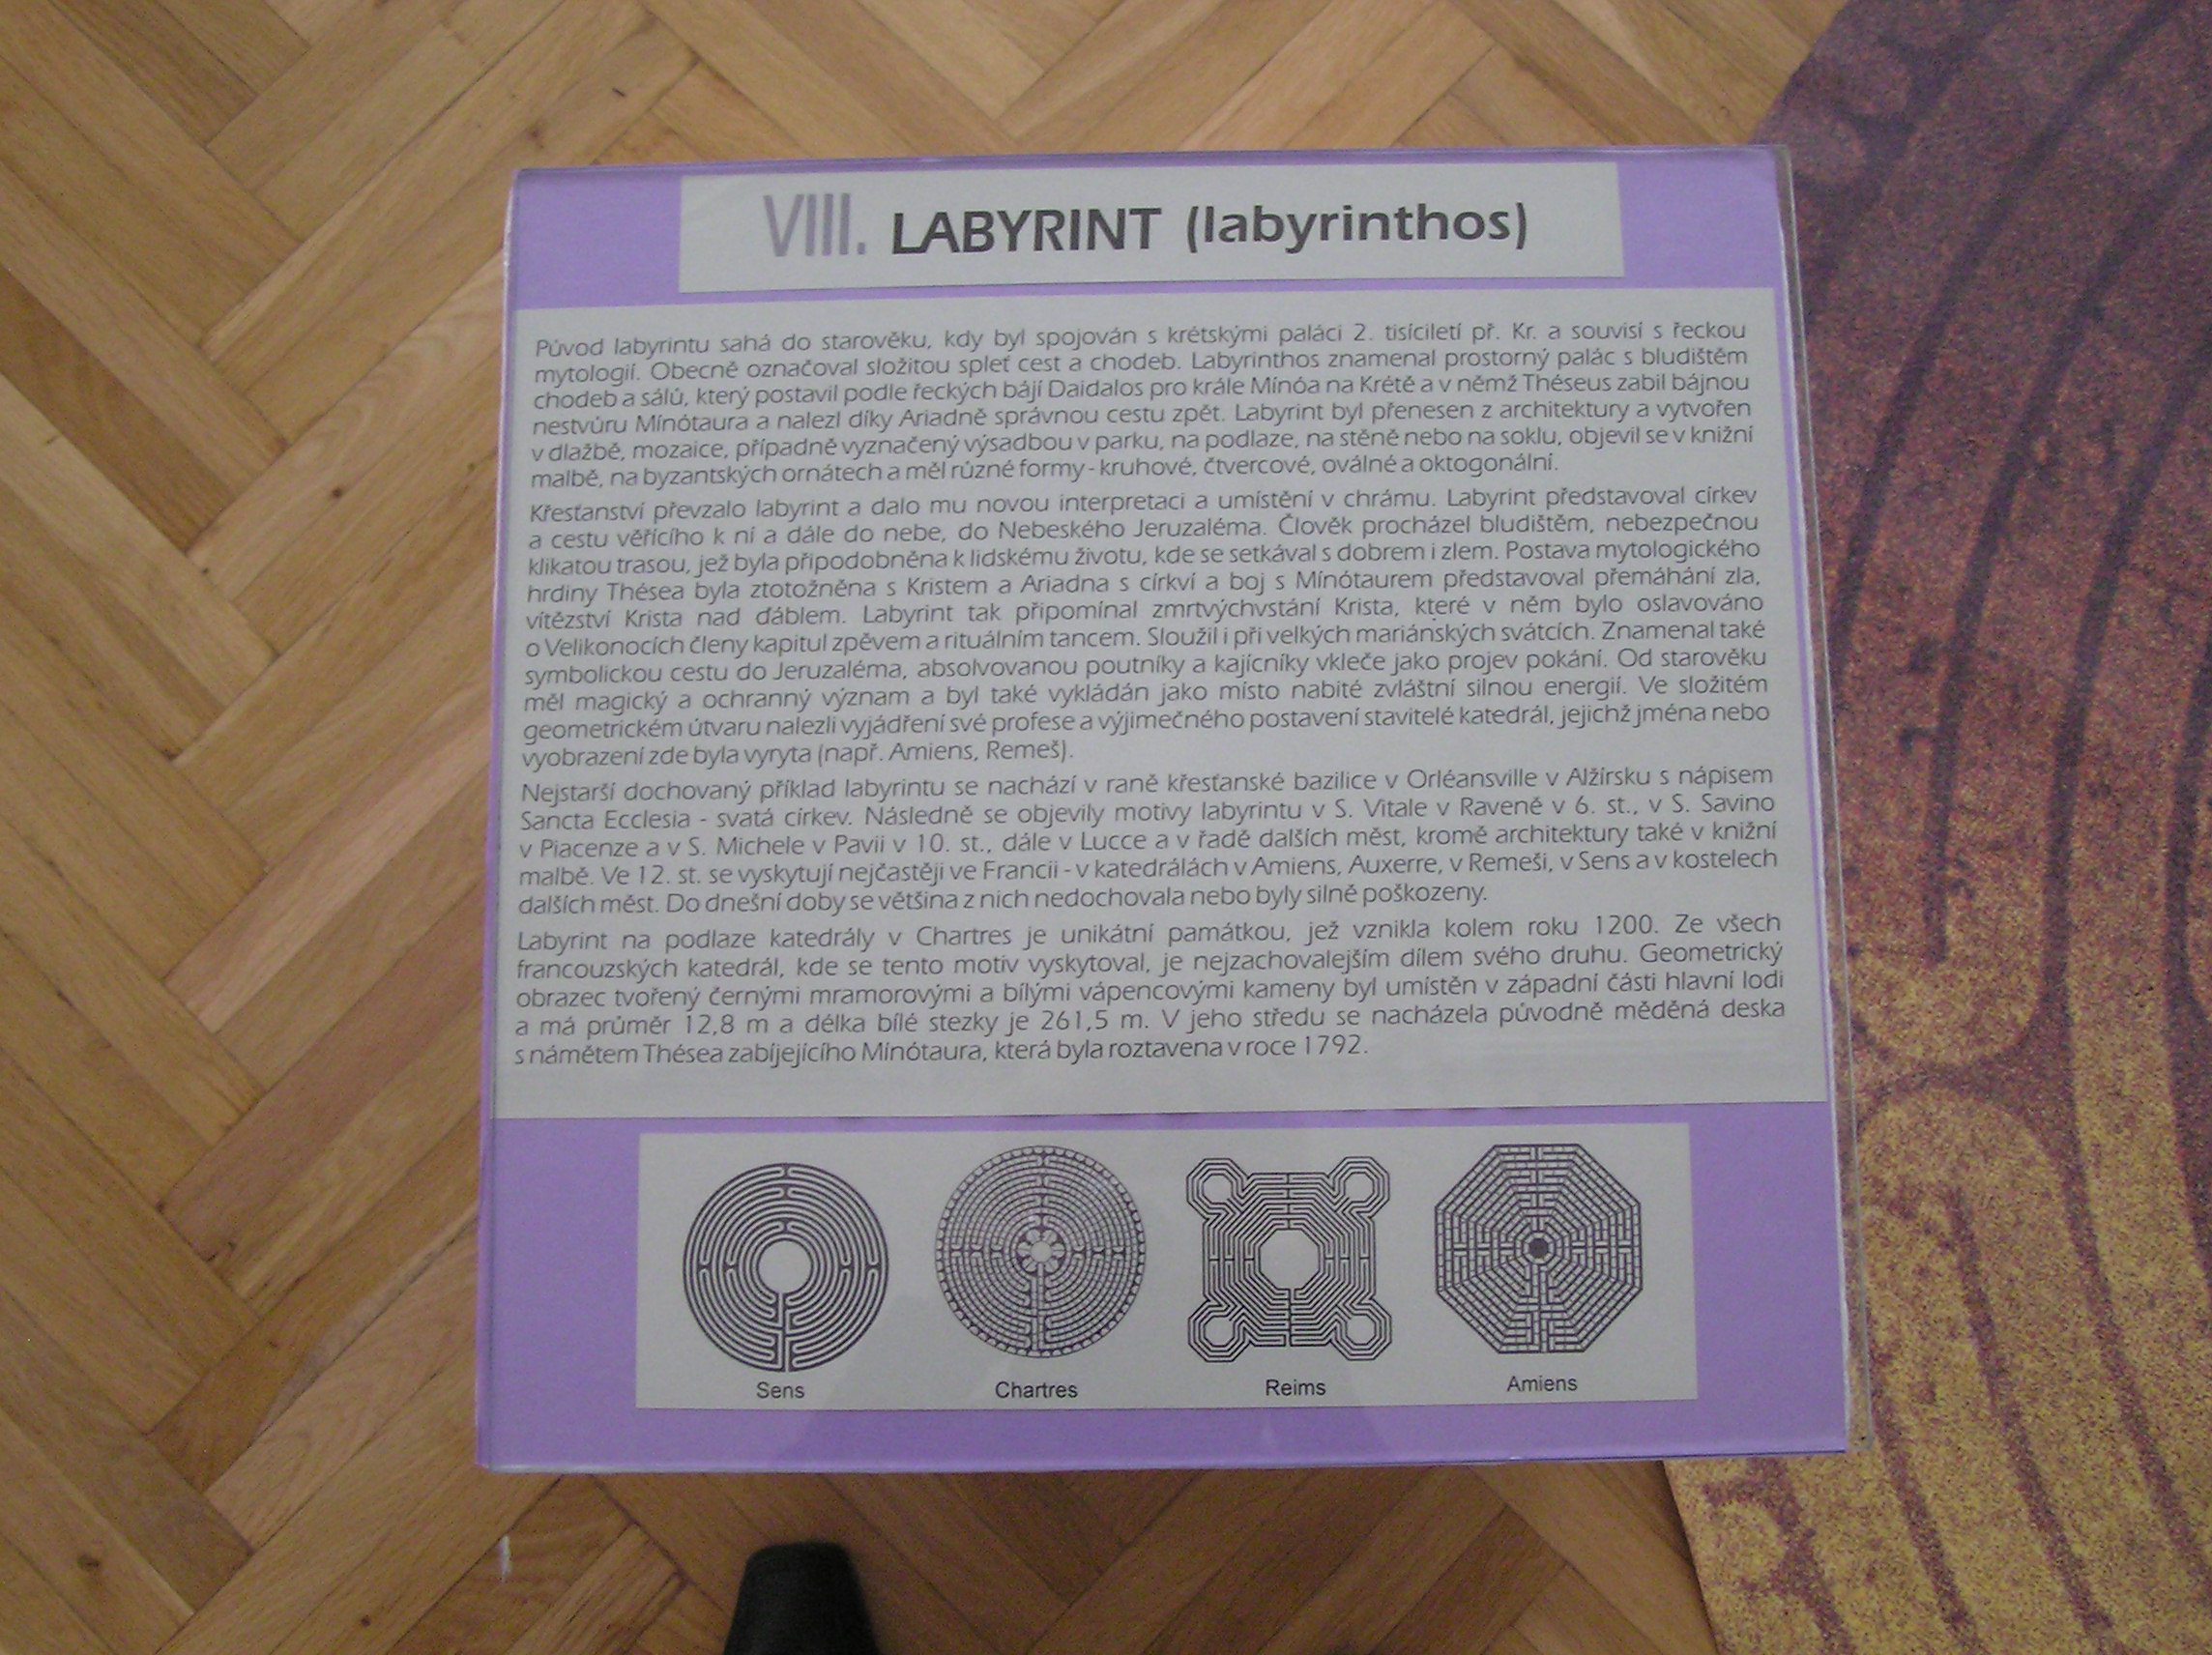 VIII. LABYRINT (labyrinthos)
Původ labyrintu sahá do starověku, kdy byl spojován s krétskými paláci 2. tisíciletí př. Kr. a souvisí s řeckou
mytologií. Obecně označoval složitou spleť cest a chodeb. Labyrinthos znamenal prostorný palác s bludištěm
chodeb a sálů, který postavil podle řeckých bájí Daidalos pro krále Mínóa na Krétě a v němž Théseus zabil bájnou
nestvůru Mínótaura a nalezl díky Ariadně správnou cestu zpět. Labyrint byl přenesen z architektury a vytvořen
v dlažbě, mozaice, případně vyznačený výsadbou v parku, na podlaze, na stěně nebo na soklu, objevil se v knižní
malbě, na byzantských ornátech a měl různé formy - kruhové, čtvercové, oválné a oktogonální.
Křesťanství převzalo labyrint a dalo mu novou interpretaci a umístění v chrámu. Labyrint představoval církev
a cestu věřícího k ní a dále do nebe, do Nebeského Jeruzaléma. Člověk procházel bludištěm, nebezpečnou
klikatou trasou, jež byla připodobněna k lidskému životu, kde se setkával s dobrem i zlem. Postava mytologického
hrdiny Thésea byla ztotožněna s Kristem a Ariadna s církví a boj s Mínótaurem představoval přemáhání zla,
vítězství Krista nad ďáblem. Labyrint tak připomínal zmrtvýchvstání Krista, které v něm bylo oslavováno
o Velikonocích členy kapitul zpěvem a rituálním tancem. Sloužil i při velkých mariánských svátcích. Znamenal také
symbolickou cestu do Jeruzaléma, absolvovanou poutníky a kajícníky vkleče jako projev pokání. Od starověku
měl magický a ochranný význam a byl také vykládán jako místo nabité zvláštní silnou energií. Ve složitém
geometrickém útvaru nalezli vyjádření své profese a výjimečného postavení stavitelé katedrál, jejichž jména nebo
vyobrazení zde byla vyryta (např. Amiens, Remeš).
Nejstarší dochovaný příklad labyrintu se nachází v raně křesťanské bazilice v Orléansville v Alžírsku s nápisem
Sancta Ecclesia - svatá církev. Následně se objevily motivy labyrintu v S. Vitale v Raveně v 6. st., v S. Savino
v Piacenze a v S. Michele v Pavii v 10. st., dále v Lucce a v řadě dalších měst, kromě architektury také v knižní
malbě. Ve 12. st. se vyskytují nejčastěji ve Francii - v katedrálách v Amiens, Auxerre, v Remeši, v Sens a v kostelech
dalších měst. Do dnešní doby se většina z nich nedochovala nebo byly silně poškozeny.
Labyrint na podlaze katedrály v Chartres je unikátní památkou, jež vznikla kolem roku 1200. Ze všech
francouzských katedrál, kde se tento motiv vyskytoval, je nejzachovalejším dílem svého druhu. Geometrický
obrazec tvořený černými mramorovými a bílými vápencovými kameny byl umístěn v západní části hlavní lodi
a má průměr 12,8 m a délka bílé stezky je 261,5 m. V jeho středu se nacházela původně měděná deska
s námětem Thésea zabíjejícího Mínótaura, která byla roztavena v roce 1792.
Sens Chartres Reims Amiens